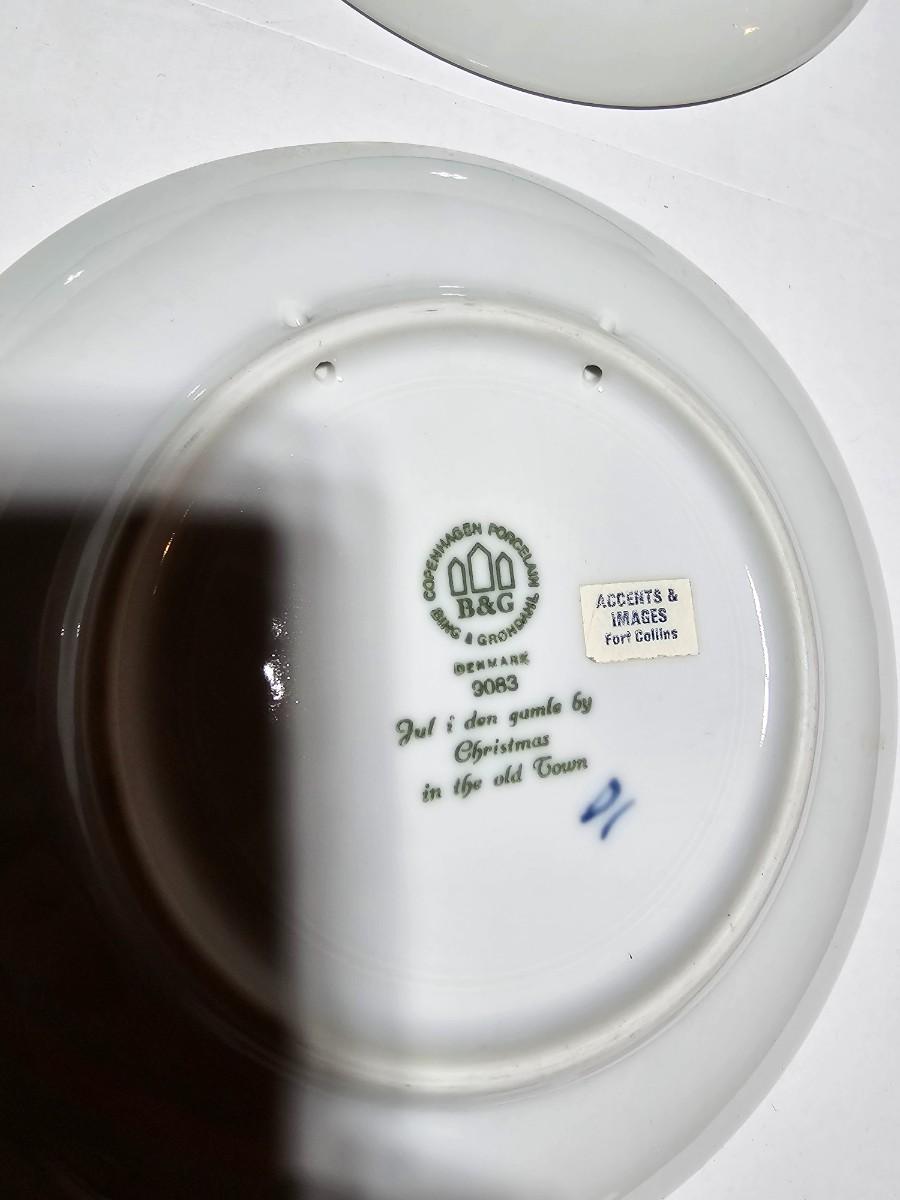 COPENHAGEN PORCELAIN
B&G
BING & GRØNDAHL
DENMARK
9083
Jul i den gamle by
Christmas
in the old Town
ACCENTS &
IMAGES
Fort Collins